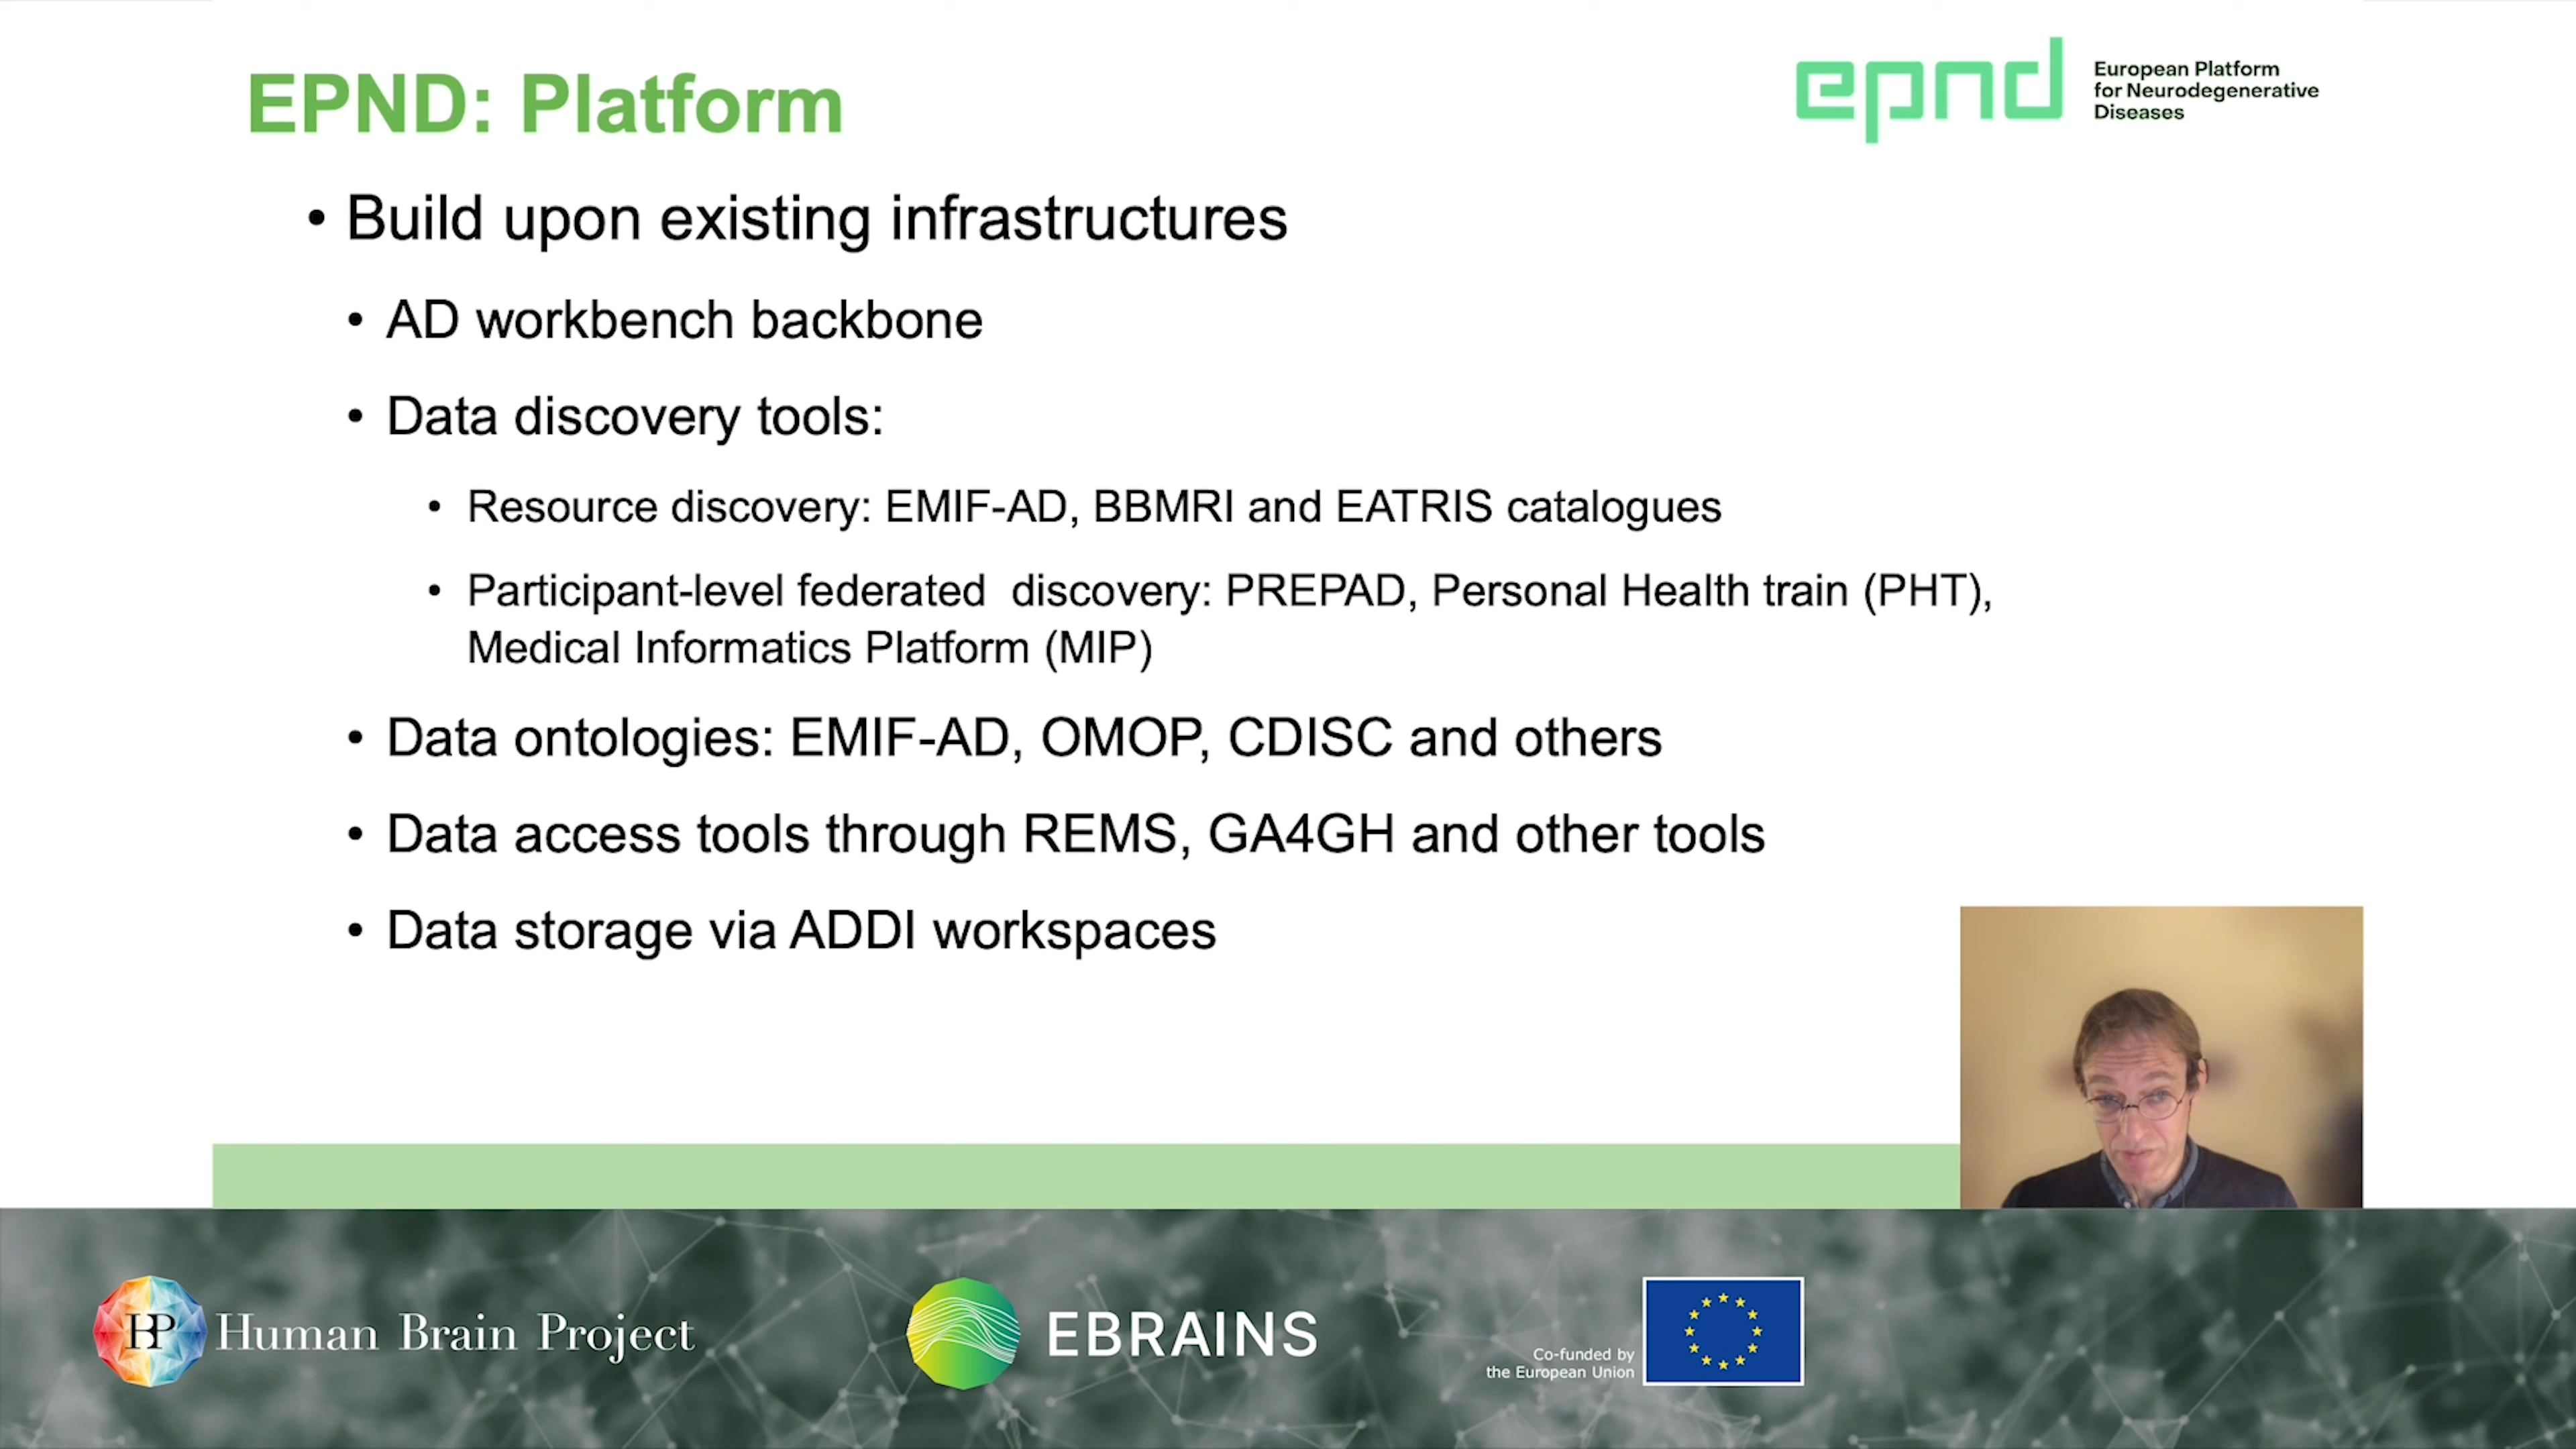 EPND: Platform
epnd
European Platform
for Neurodegenerative
Diseases
• Build upon existing infrastructures
• AD workbench backbone
• Data discovery tools:
• Resource discovery: EMIF-AD, BBMRI and EATRIS catalogues
• Participant-level federated discovery: PREPAD, Personal Health train (PHT),
Medical Informatics Platform (MIP)
• Data ontologies: EMIF-AD, OMOP, CDISC and others
• Data access tools through REMS, GA4GH and other tools
• Data storage via ADDI workspaces
HBP Human Brain Project
EBRAINS
Co-funded by
the European Union